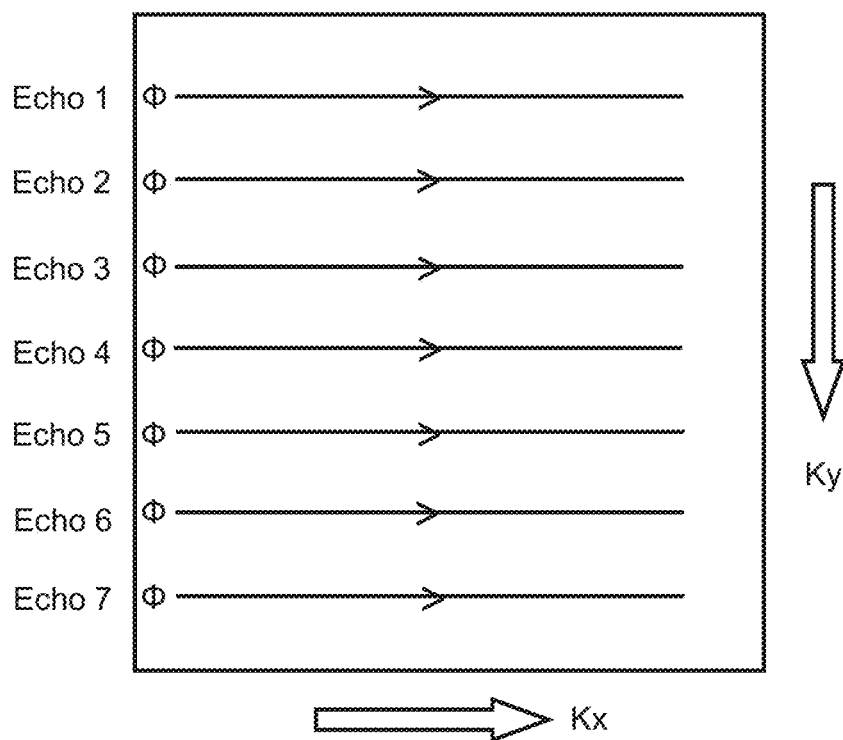 Echo 1 Φ
Echo 2 Φ
Echo 3 Φ
Echo 4 Φ
Echo 5 Φ
Echo 6 Φ
Echo 7 Φ
Ky
Kx